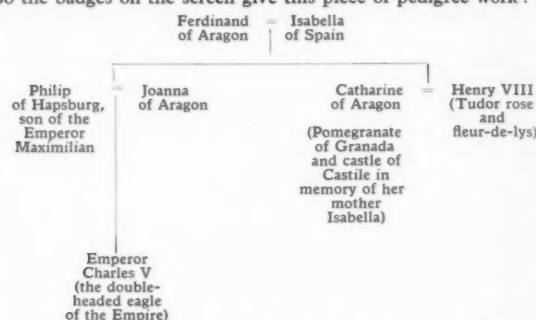 so the badges on the screen give this piece of pedigree work:
Ferdinand = Isabella
of Aragon of Spain
Philip = Joanna
of Hapsburg, of Aragon
son of the
Emperor
Maximilian
Catharine = Henry VIII
of Aragon (Tudor rose
and
(Pomegranate fleur-de-lys)
of Granada
and castle of
Castile in
memory of her
mother
Isabella)
Emperor
Charles V
(the double-
headed eagle
of the Empire)